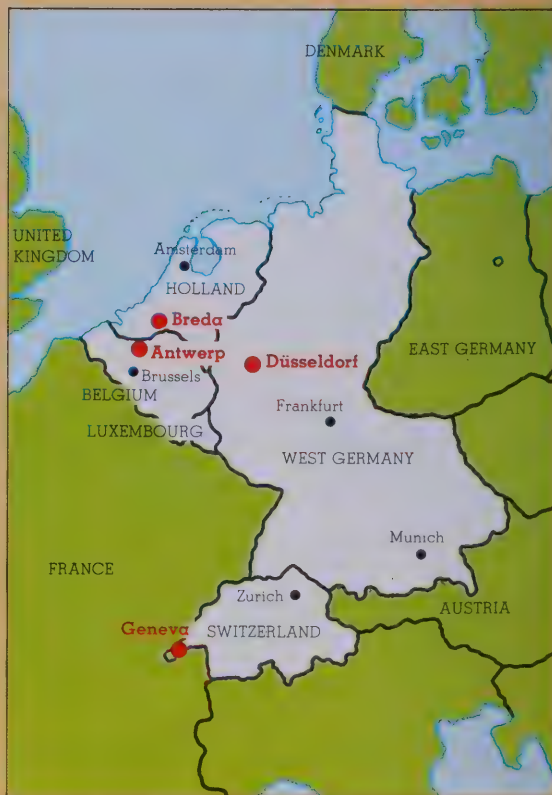 DENMARK
UNITED
KINGDOM
Amsterdam
HOLLAND
Breda
Antwerp
Brussels
BELGIUM
LUXEMBOURG
Düsseldorf
EAST GERMANY
Frankfurt
WEST GERMANY
Munich
FRANCE
Zurich
AUSTRIA
Geneva
SWITZERLAND